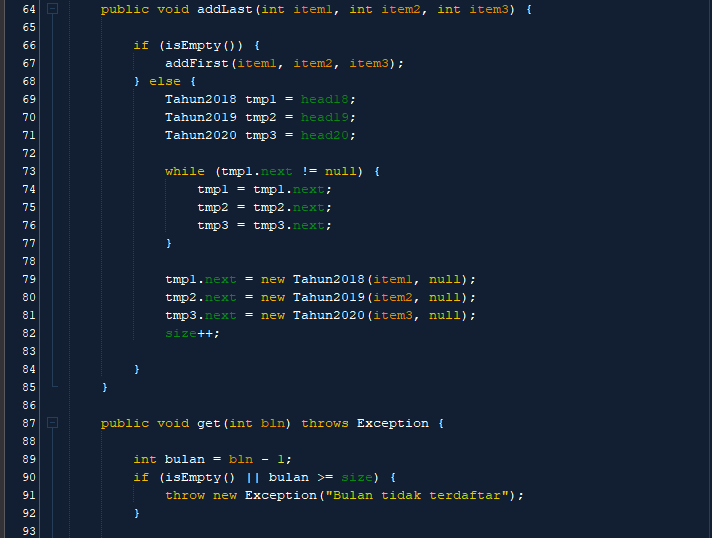 64 public void addLast(int item1, int item2, int item3) {
65
66 if (isEmpty()) {
67 addFirst(item1, item2, item3);
68 } else {
69 Tahun2018 tmp1 = head18;
70 Tahun2019 tmp2 = head19;
71 Tahun2020 tmp3 = head20;
72
73 while (tmp1.next != null) {
74 tmp1 = tmp1.next;
75 tmp2 = tmp2.next;
76 tmp3 = tmp3.next;
77 }
78
79 tmp1.next = new Tahun2018(item1, null);
80 tmp2.next = new Tahun2019(item2, null);
81 tmp3.next = new Tahun2020(item3, null);
82 size++;
83
84 }
85 }
86
87 public void get(int bln) throws Exception {
88
89 int bulan = bln - 1;
90 if (isEmpty() || bulan >= size) {
91 throw new Exception("Bulan tidak terdaftar");
92 }
93